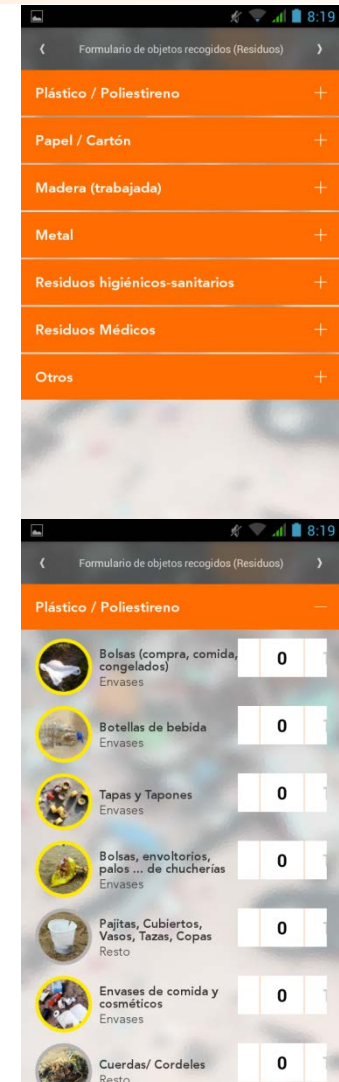 8:19
Formulario de objetos recogidos (Residuos)
Plástico / Poliestireno
Papel / Cartón
Madera (trabajada)
Metal
Residuos higiénicos-sanitarios
Residuos Médicos
Otros
8:19
Formulario de objetos recogidos (Residuos)
Plástico / Poliestireno
Bolsas (compra, comida,
congelados)
Envases
0
Botellas de bebida
Envases
0
Tapas y Tapones
Envases
0
Bolsas, envoltorios,
palos ... de chucherías
Envases
0
Pajitas, Cubiertos,
Vasos, Tazas, Copas
Resto
0
Envases de comida y
cosméticos
Envases
0
Cuerdas/ Cordeles
Resto
0